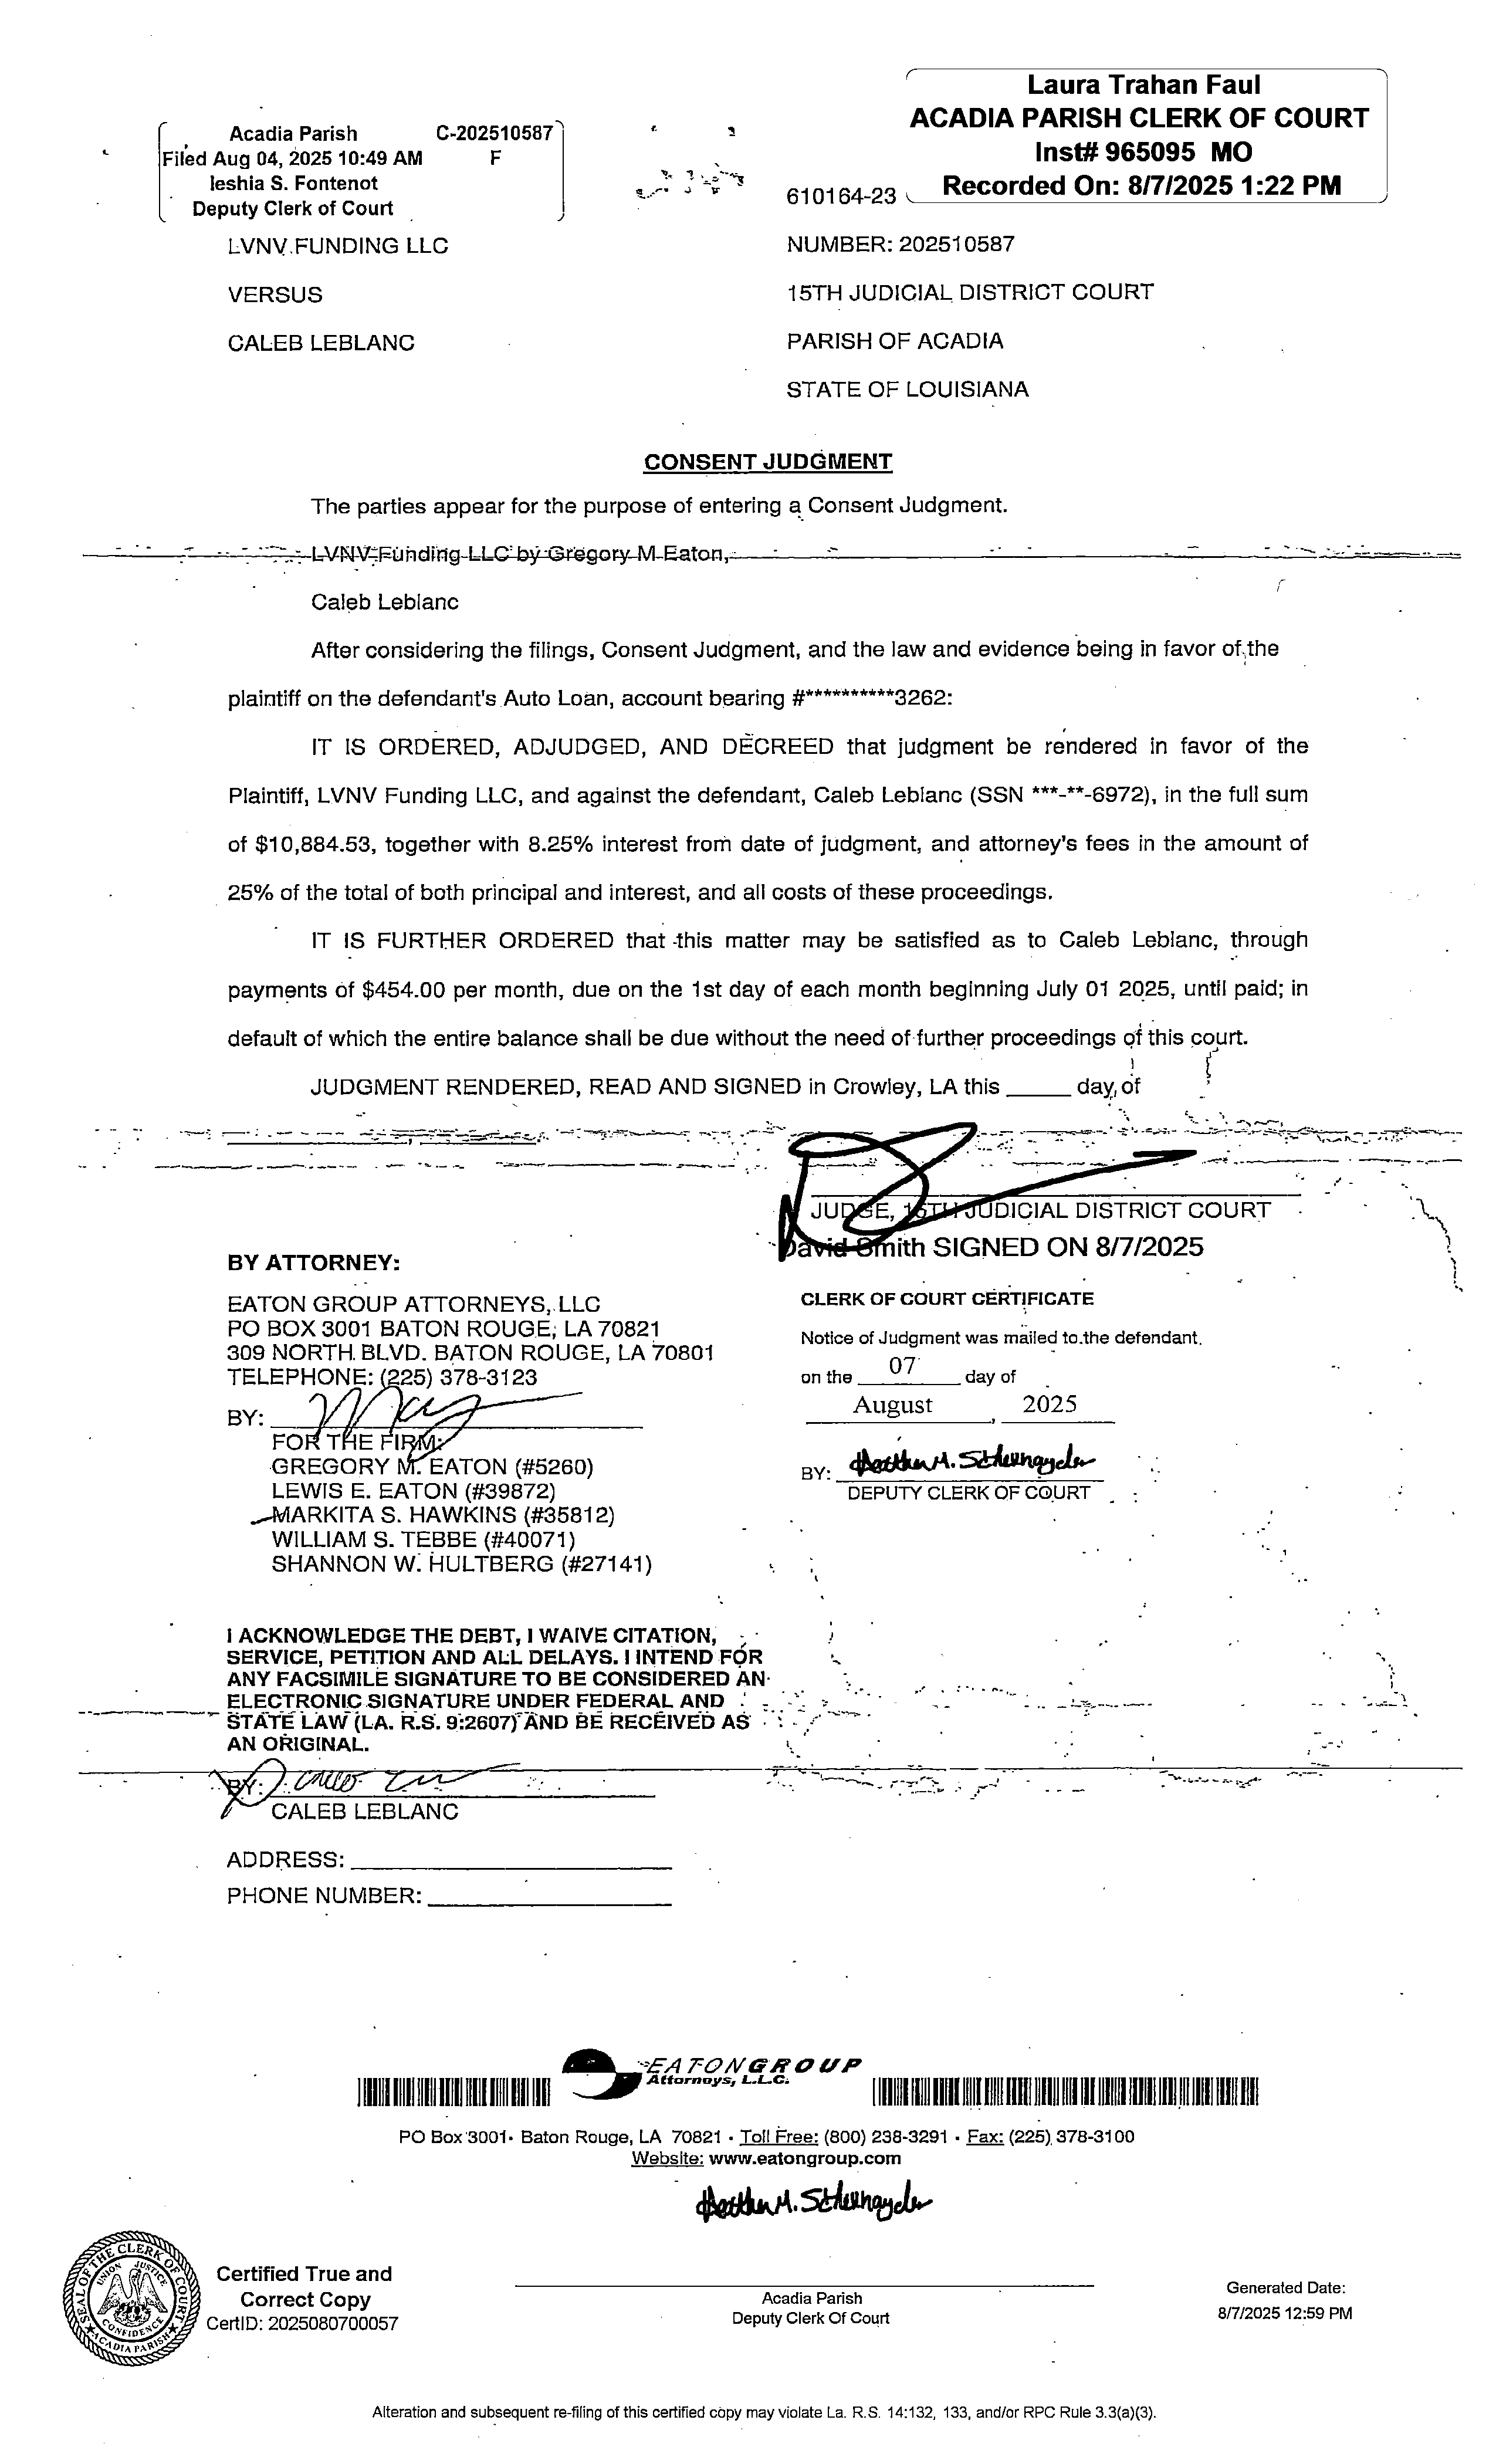 Laura Trahan Faul
ACADIA PARISH CLERK OF COURT
Inst# 965095 MO
Recorded On: 8/7/2025 1:22 PM
Acadia Parish C-202510587
Filed Aug 04, 2025 10:49 AM F
Ieshia S. Fontenot
Deputy Clerk of Court
610164-23
LVNV FUNDING LLC
NUMBER: 202510587
VERSUS
15TH JUDICIAL DISTRICT COURT
CALEB LEBLANC
PARISH OF ACADIA
STATE OF LOUISIANA
CONSENT JUDGMENT
The parties appear for the purpose of entering a Consent Judgment.
LVNV Funding LLC by Gregory M Eaton,
Caleb Leblanc
After considering the filings, Consent Judgment, and the law and evidence being in favor of the
plaintiff on the defendant's Auto Loan, account bearing #**********3262:
IT IS ORDERED, ADJUDGED, AND DECREED that judgment be rendered in favor of the
Plaintiff, LVNV Funding LLC, and against the defendant, Caleb Leblanc (SSN ***-**-6972), in the full sum
of $10,884.53, together with 8.25% interest from date of judgment, and attorney's fees in the amount of
25% of the total of both principal and interest, and all costs of these proceedings.
IT IS FURTHER ORDERED that this matter may be satisfied as to Caleb Leblanc, through
payments of $454.00 per month, due on the 1st day of each month beginning July 01 2025, until paid; in
default of which the entire balance shall be due without the need of further proceedings of this court.
JUDGMENT RENDERED, READ AND SIGNED in Crowley, LA this _____ day of
JUDGE, 15TH JUDICIAL DISTRICT COURT
David Smith SIGNED ON 8/7/2025
BY ATTORNEY:
EATON GROUP ATTORNEYS, LLC
PO BOX 3001 BATON ROUGE, LA 70821
309 NORTH BLVD. BATON ROUGE, LA 70801
TELEPHONE: (225) 378-3123
BY:
FOR THE FIRM:
GREGORY M. EATON (#5260)
LEWIS E. EATON (#39872)
MARKITA S. HAWKINS (#35812)
WILLIAM S. TEBBE (#40071)
SHANNON W. HULTBERG (#27141)
CLERK OF COURT CERTIFICATE
Notice of Judgment was mailed to the defendant
on the 07 day of
August, 2025
BY:
DEPUTY CLERK OF COURT
I ACKNOWLEDGE THE DEBT, I WAIVE CITATION,
SERVICE, PETITION AND ALL DELAYS. I INTEND FOR
ANY FACSIMILE SIGNATURE TO BE CONSIDERED AN
ELECTRONIC SIGNATURE UNDER FEDERAL AND
STATE LAW (LA. R.S. 9:2607) AND BE RECEIVED AS
AN ORIGINAL.
BY:
CALEB LEBLANC
ADDRESS:
PHONE NUMBER:
EATONGROUP
Attorneys, L.L.C.
PO Box 3001• Baton Rouge, LA 70821 • Toll Free: (800) 238-3291 • Fax: (225) 378-3100
Website: www.eatongroup.com
SEAL OF THE CLERK OF COURT
UNION JUSTICE
CONFIDENCE
ACADIA PARISH
Certified True and
Correct Copy
CertID: 2025080700057
Acadia Parish
Deputy Clerk Of Court
Generated Date:
8/7/2025 12:59 PM
Alteration and subsequent re-filing of this certified copy may violate La. R.S. 14:132, 133, and/or RPC Rule 3.3(a)(3).